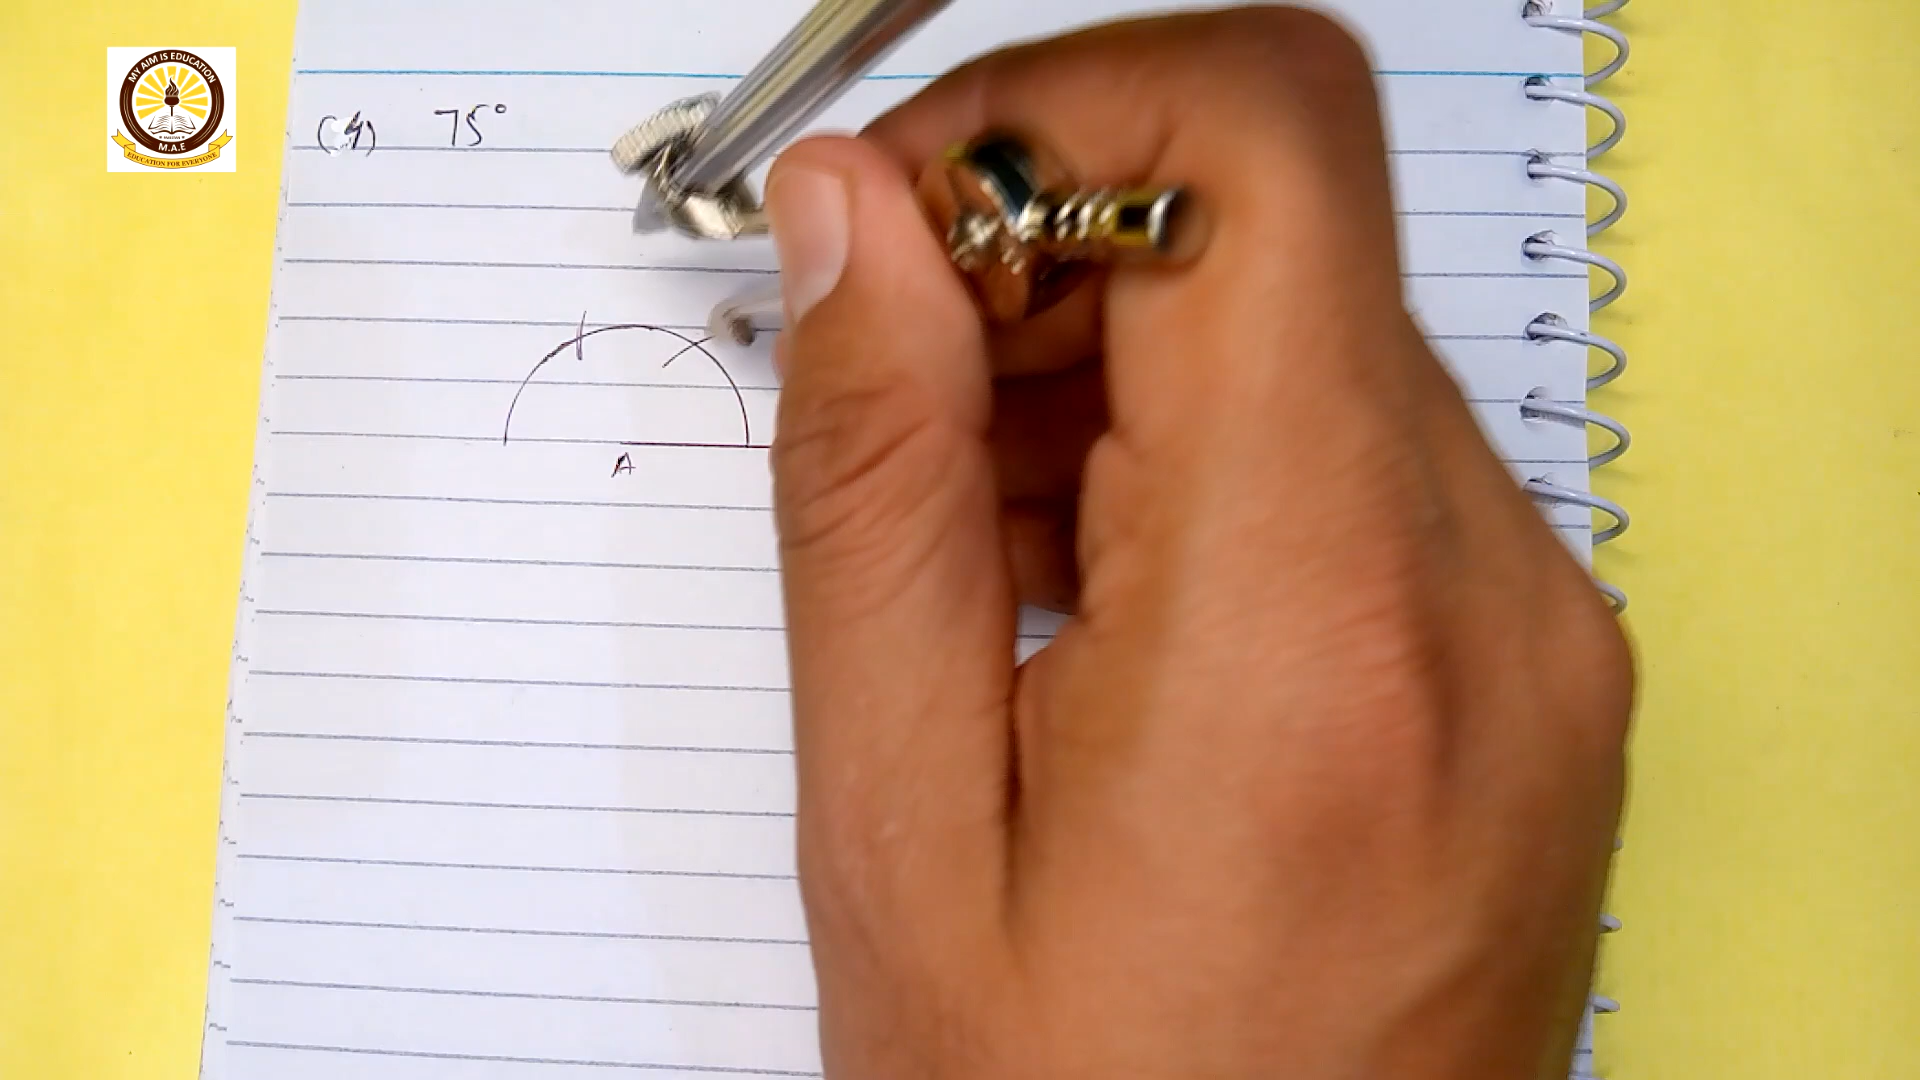 MY AIM IS EDUCATION
M.A.E
EDUCATION FOR EVERYONE
75°
A